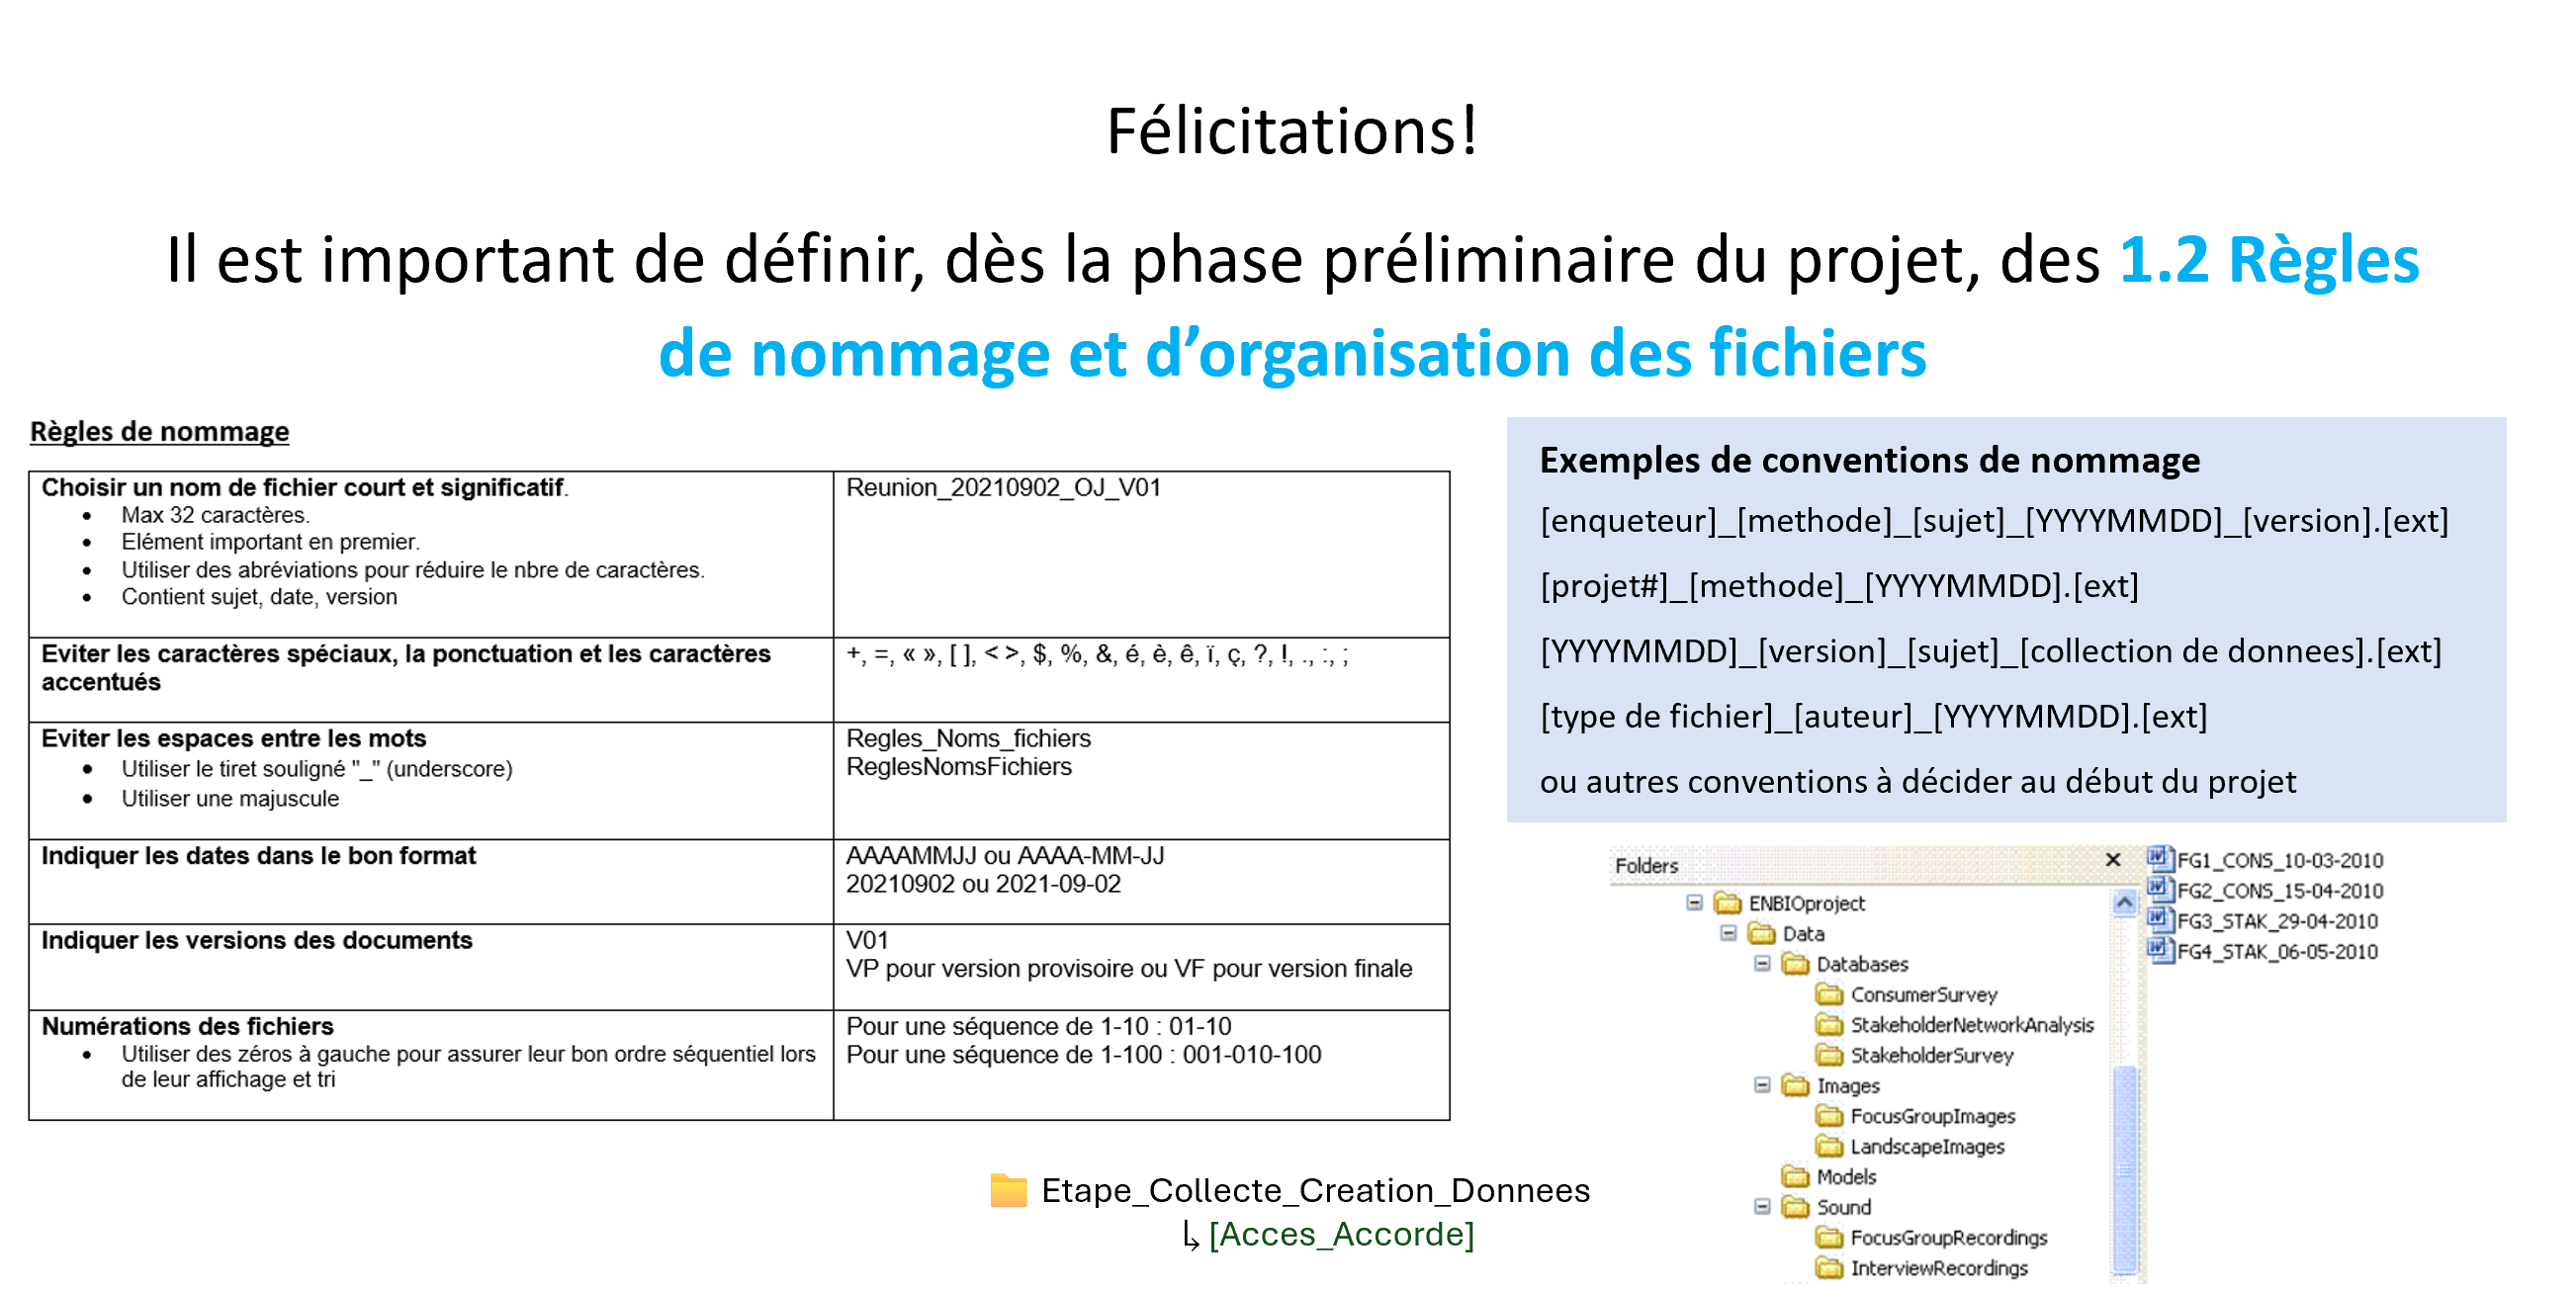 Félicitations!
Il est important de définir, dès la phase préliminaire du projet, des 1.2 Règles
de nommage et d’organisation des fichiers
Règles de nommage
Choisir un nom de fichier court et significatif.
• Max 32 caractères.
• Elément important en premier.
• Utiliser des abréviations pour réduire le nbre de caractères.
• Contient sujet, date, version
Reunion_20210902_OJ_V01
Eviter les caractères spéciaux, la ponctuation et les caractères
accentués
+, =, « », [ ], < >, $, %, &, é, è, ê, ï, ç, ?, !, ., :, ;
Eviter les espaces entre les mots
• Utiliser le tiret souligné "_" (underscore)
• Utiliser une majuscule
Regles_Noms_fichiers
ReglesNomsFichiers
Indiquer les dates dans le bon format
AAAAMMJJ ou AAAA-MM-JJ
20210902 ou 2021-09-02
Indiquer les versions des documents
V01
VP pour version provisoire ou VF pour version finale
Numérations des fichiers
• Utiliser des zéros à gauche pour assurer leur bon ordre séquentiel lors
de leur affichage et tri
Pour une séquence de 1-10 : 01-10
Pour une séquence de 1-100 : 001-010-100
Exemples de conventions de nommage
[enqueteur]_[methode]_[sujet]_[YYYYMMDD]_[version].[ext]
[projet#]_[methode]_[YYYYMMDD].[ext]
[YYYYMMDD]_[version]_[sujet]_[collection de donnees].[ext]
[type de fichier]_[auteur]_[YYYYMMDD].[ext]
ou autres conventions à décider au début du projet
Folders
ENBIOproject
Data
Databases
ConsumerSurvey
StakeholderNetworkAnalysis
StakeholderSurvey
Images
FocusGroupImages
LandscapeImages
Models
Sound
FocusGroupRecordings
InterviewRecordings
FG1_CONS_10-03-2010
FG2_CONS_15-04-2010
FG3_STAK_29-04-2010
FG4_STAK_06-05-2010
Etape_Collecte_Creation_Donnees
↳ [Acces_Accorde]